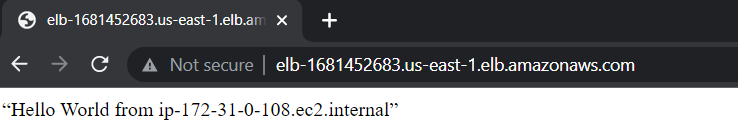 elb-1681452683.us-east-1.elb.am
Not secure | elb-1681452683.us-east-1.elb.amazonaws.com
“Hello World from ip-172-31-0-108.ec2.internal”